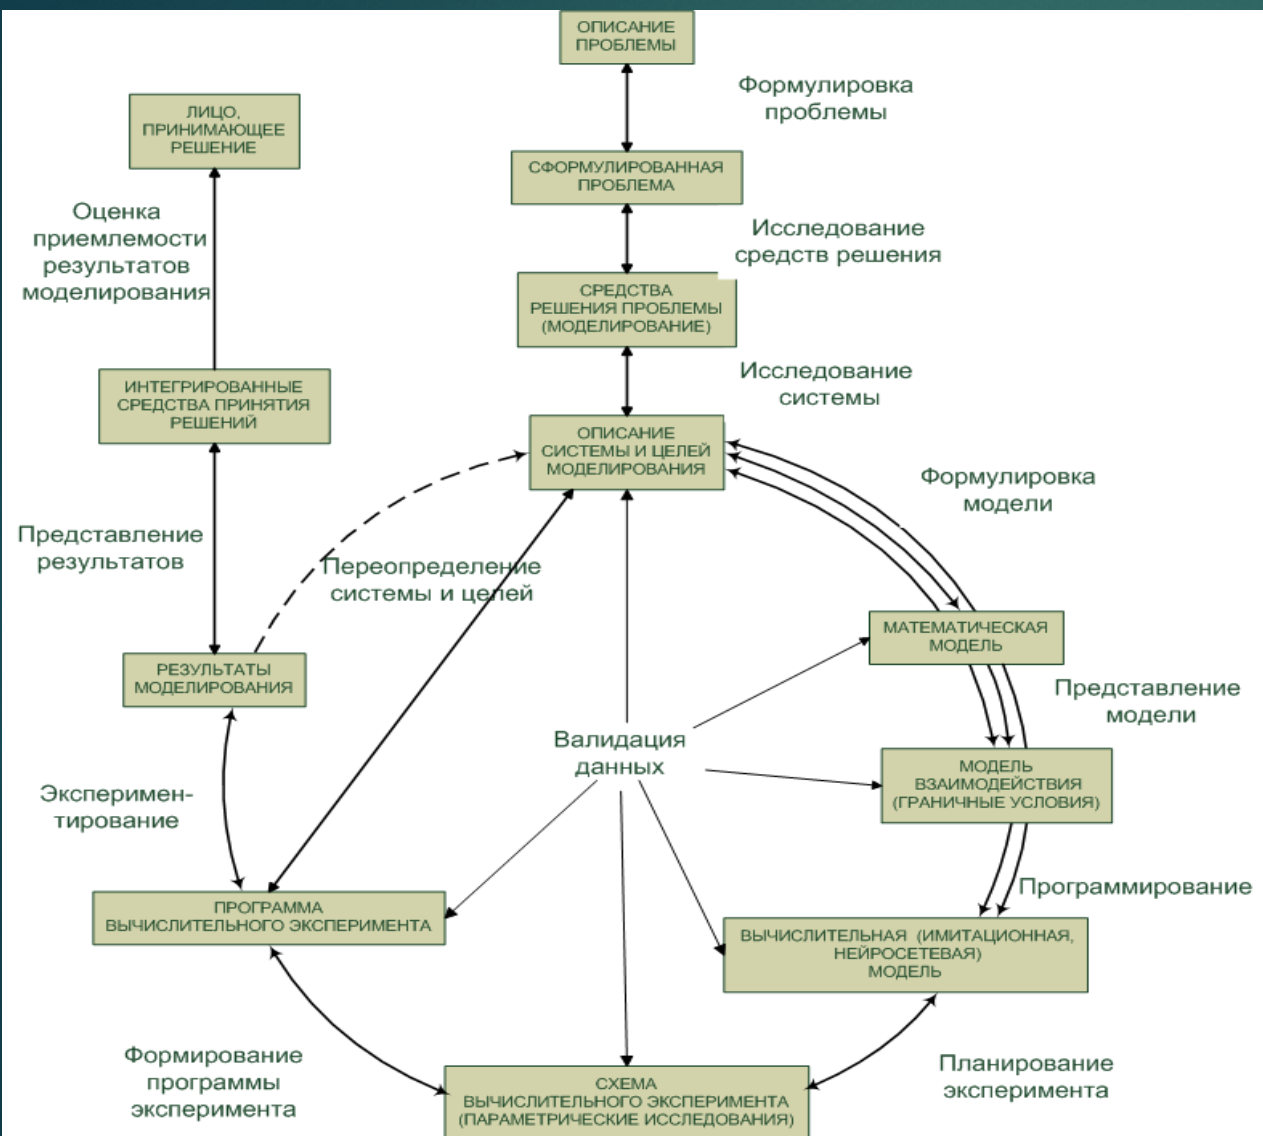 ОПИСАНИЕ
ПРОБЛЕМЫ
Формулировка
проблемы
ЛИЦО,
ПРИНИМАЮЩЕЕ
РЕШЕНИЕ
СФОРМУЛИРОВАННАЯ
ПРОБЛЕМА
Оценка
приемлемости
результатов
моделирования
Исследование
средств решения
СРЕДСТВА
РЕШЕНИЯ ПРОБЛЕМЫ
(МОДЕЛИРОВАНИЕ)
Исследование
системы
ИНТЕГРИРОВАННЫЕ
СРЕДСТВА ПРИНЯТИЯ
РЕШЕНИЙ
ОПИСАНИЕ
СИСТЕМЫ И ЦЕЛЕЙ
МОДЕЛИРОВАНИЯ
Формулировка
модели
Представление
результатов
Переопределение
системы и целей
МАТЕМАТИЧЕСКАЯ
МОДЕЛЬ
РЕЗУЛЬТАТЫ
МОДЕЛИРОВАНИЯ
Представление
модели
Валидация
данных
МОДЕЛЬ
ВЗАИМОДЕЙСТВИЯ
(ГРАНИЧНЫЕ УСЛОВИЯ)
Эксперимен-
тирование
Программирование
ПРОГРАММА
ВЫЧИСЛИТЕЛЬНОГО ЭКСПЕРИМЕНТА
ВЫЧИСЛИТЕЛЬНАЯ (ИМИТАЦИОННАЯ,
НЕЙРОСЕТЕВАЯ)
МОДЕЛЬ
Формирование
программы
эксперимента
Планирование
эксперимента
СХЕМА
ВЫЧИСЛИТЕЛЬНОГО ЭКСПЕРИМЕНТА
(ПАРАМЕТРИЧЕСКИЕ ИССЛЕДОВАНИЯ)